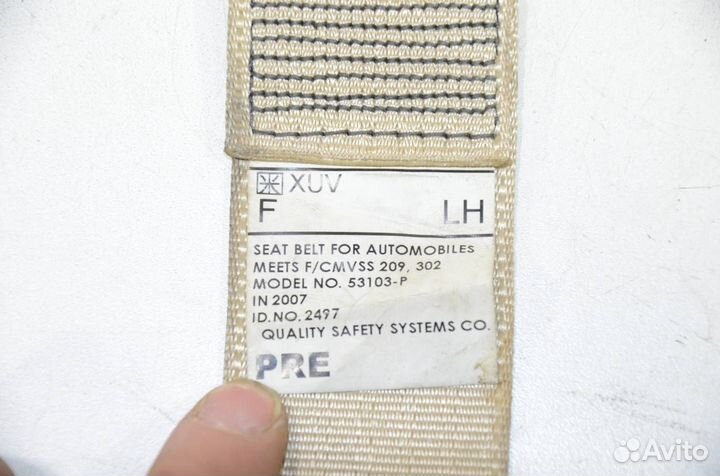 XUV
F LH
SEAT BELT FOR AUTOMOBILES
MEETS F/CMVSS 209, 302
MODEL NO. 53103-P
IN 2007
ID.NO. 2497
QUALITY SAFETY SYSTEMS CO.
PRE
Avito